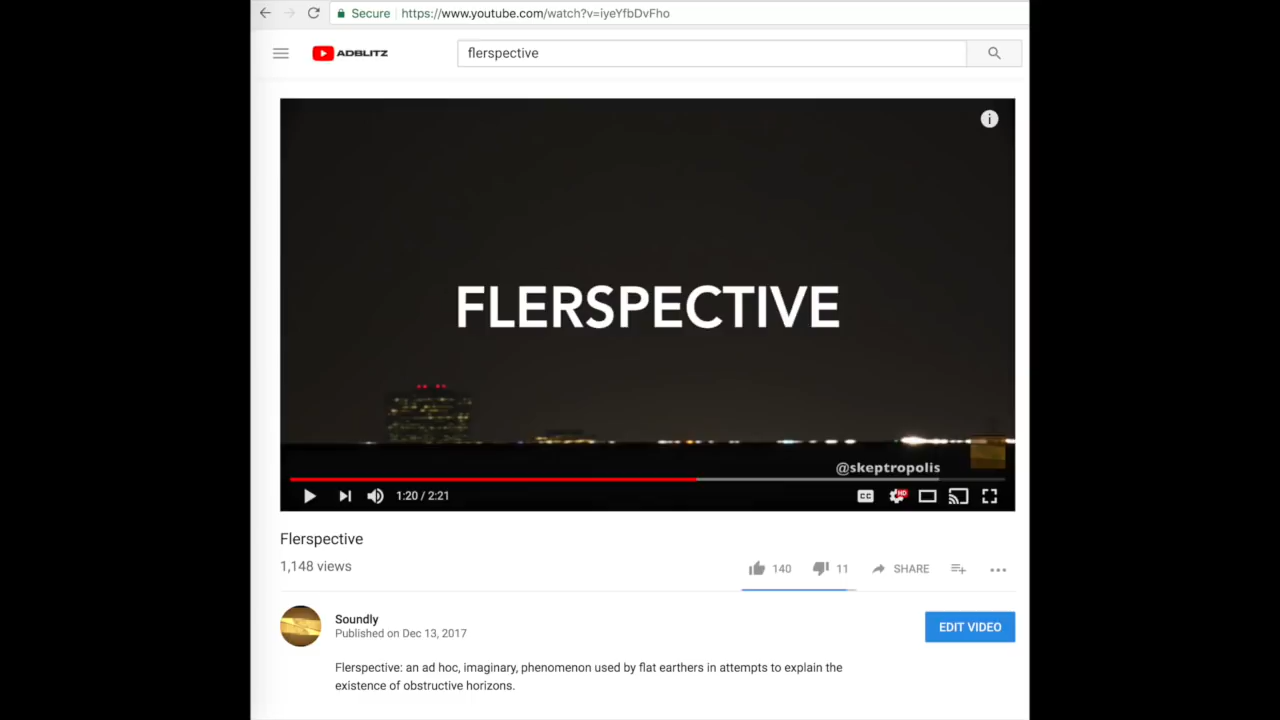 Secure https://www.youtube.com/watch?v=iyeYfbDvFho
ADBLITZ
flerspective
i
FLERSPECTIVE
@skeptropolis
1:20 / 2:21
CC
HD
Flerspective
1,148 views
140
11
SHARE
Soundly
Published on Dec 13, 2017
EDIT VIDEO
Flerspective: an ad hoc, imaginary, phenomenon used by flat earthers in attempts to explain the
existence of obstructive horizons.